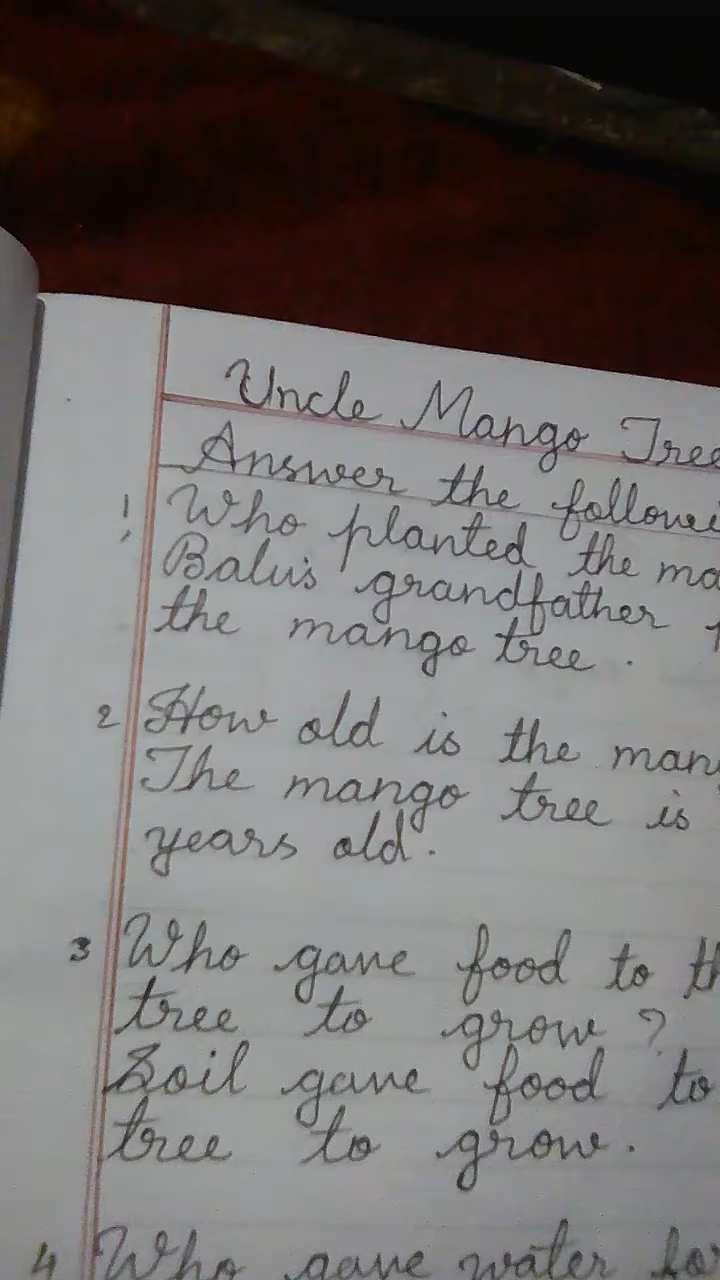 Uncle Mango Tree
Answer the
1 Who planted the
Balu's grandfather
the mango tree.
2 How old is the
The mango tree is
years old.
3 Who gave food to
tree to grow ?
Soil gave food to
tree to grow.
4 Who gave water